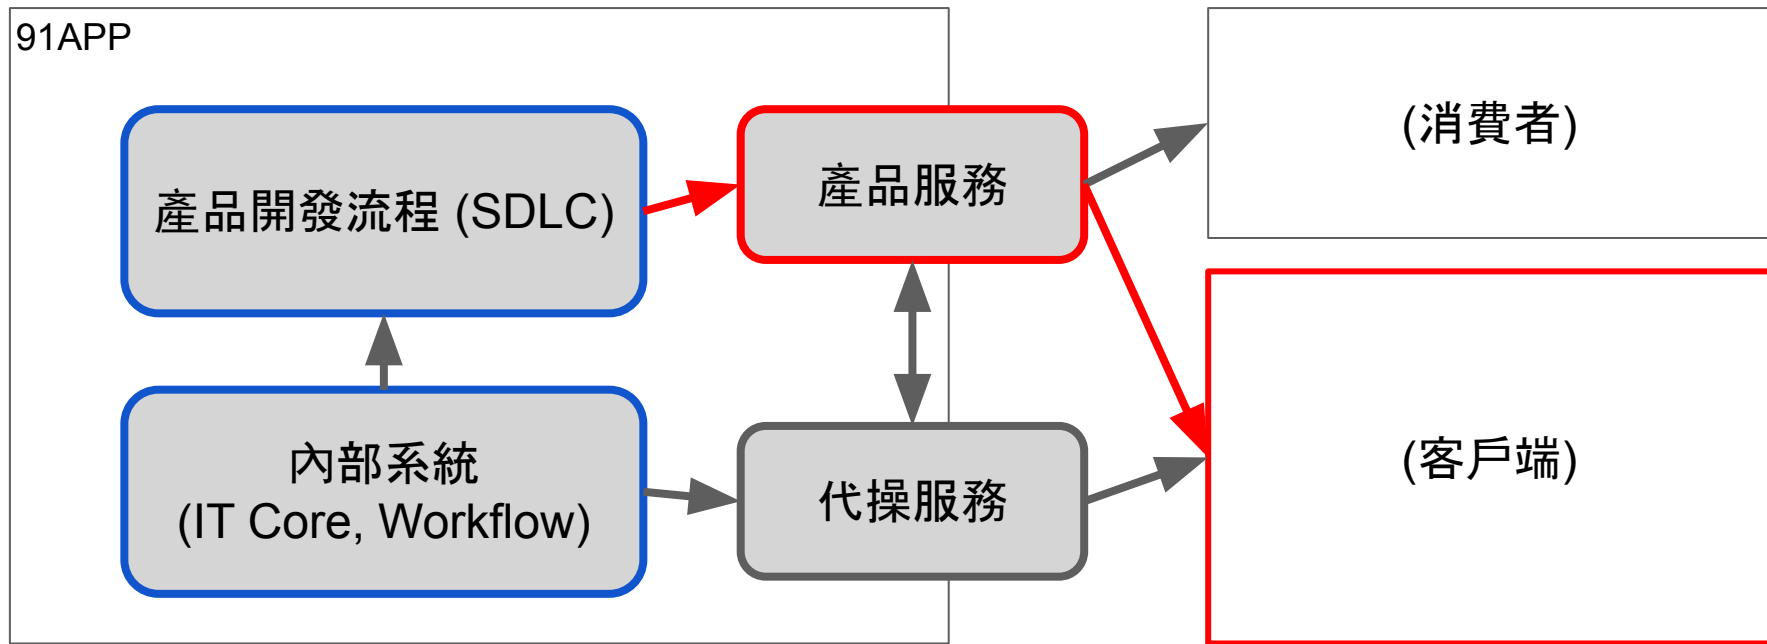 91APP
產品開發流程 (SDLC)
產品服務
(消費者)
內部系統
(IT Core, Workflow)
代操服務
(客戶端)